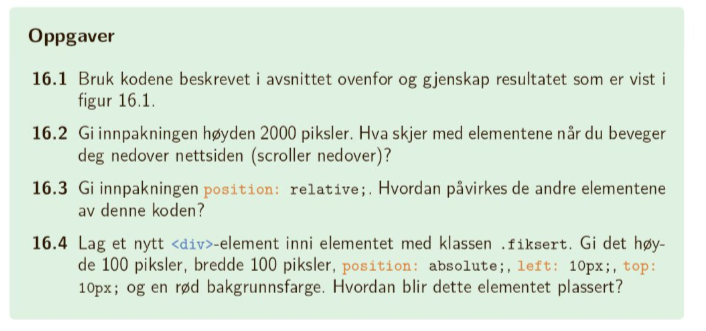 Oppgaver
16.1 Bruk kodene beskrevet i avsnittet ovenfor og gjenskap resultatet som er vist i
figur 16.1.
16.2 Gi innpakningen høyden 2000 piksler. Hva skjer med elementene når du beveger
deg nedover nettsiden (scroller nedover)?
16.3 Gi innpakningen position: relative;. Hvordan påvirkes de andre elementene
av denne koden?
16.4 Lag et nytt <div>-element inni elementet med klassen .fiksert. Gi det høy-
de 100 piksler, bredde 100 piksler, position: absolute;, left: 10px;, top:
10px; og en rød bakgrunnsfarge. Hvordan blir dette elementet plassert?